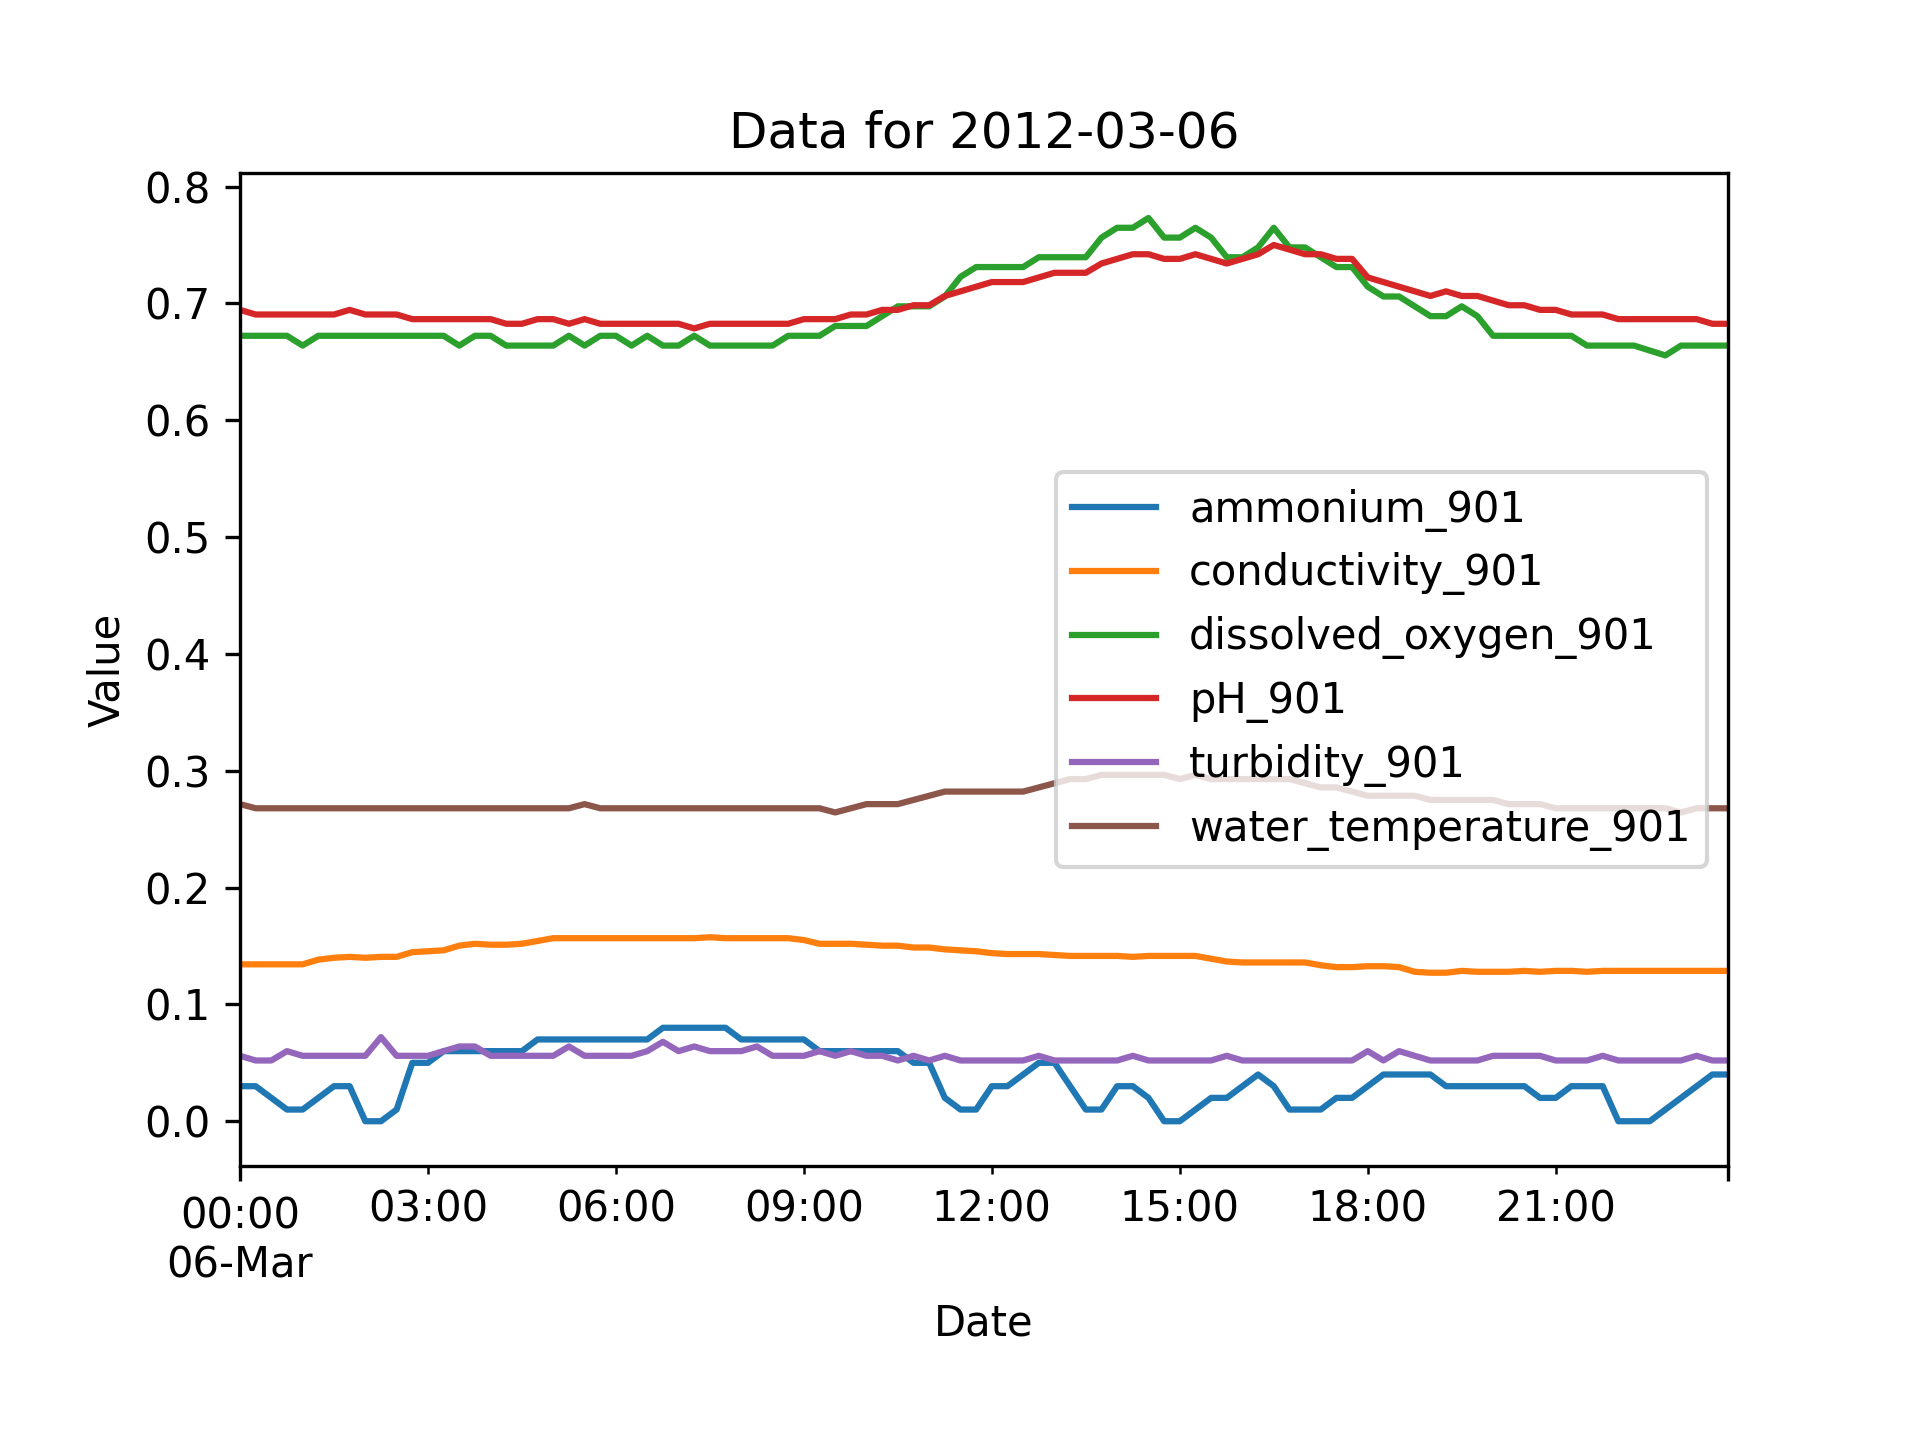 Data for 2012-03-06
0.8
0.7
0.6
0.5
0.4
0.3
0.2
0.1
0.0
Value
ammonium_901
conductivity_901
dissolved_oxygen_901
pH_901
turbidity_901
water_temperature_901
00:00 03:00 06:00 09:00 12:00 15:00 18:00 21:00
06-Mar
Date